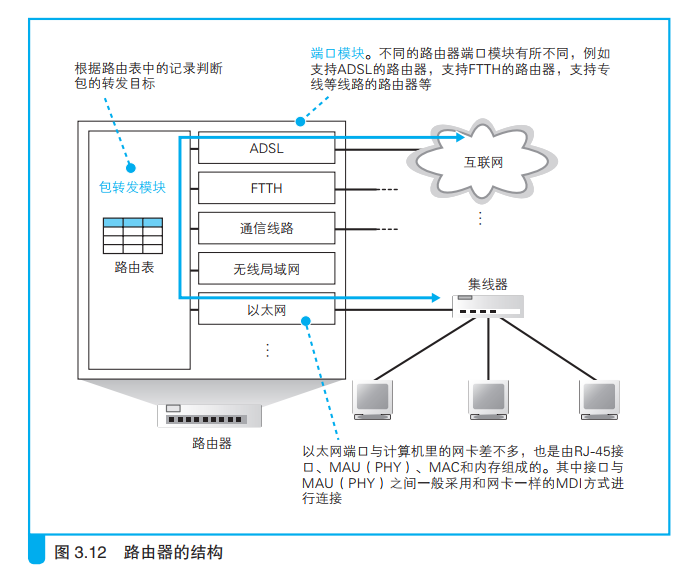 根据路由表中的记录判断
包的转发目标
端口模块。不同的路由器端口模块有所不同，例如
支持ADSL的路由器，支持FTTH的路由器，支持专
线等线路的路由器等
ADSL
互联网
包转发模块
FTTH
通信线路
路由表
无线局域网
集线器
以太网
路由器
以太网端口与计算机里的网卡差不多，也是由RJ-45接
口、MAU（PHY）、MAC和内存组成的。其中接口与
MAU（PHY）之间一般采用和网卡一样的MDI方式进
行连接
图 3.12 路由器的结构